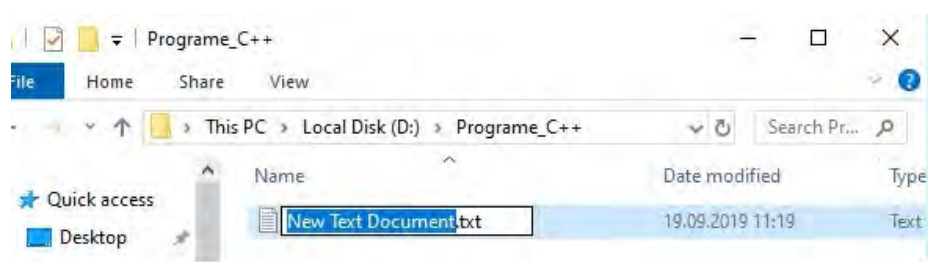 Programe_C++
File Home Share View
This PC > Local Disk (D:) > Programe_C++ Search Pr...
Name Date modified Type
Quick access
New Text Document.txt 19.09.2019 11:19 Text
Desktop